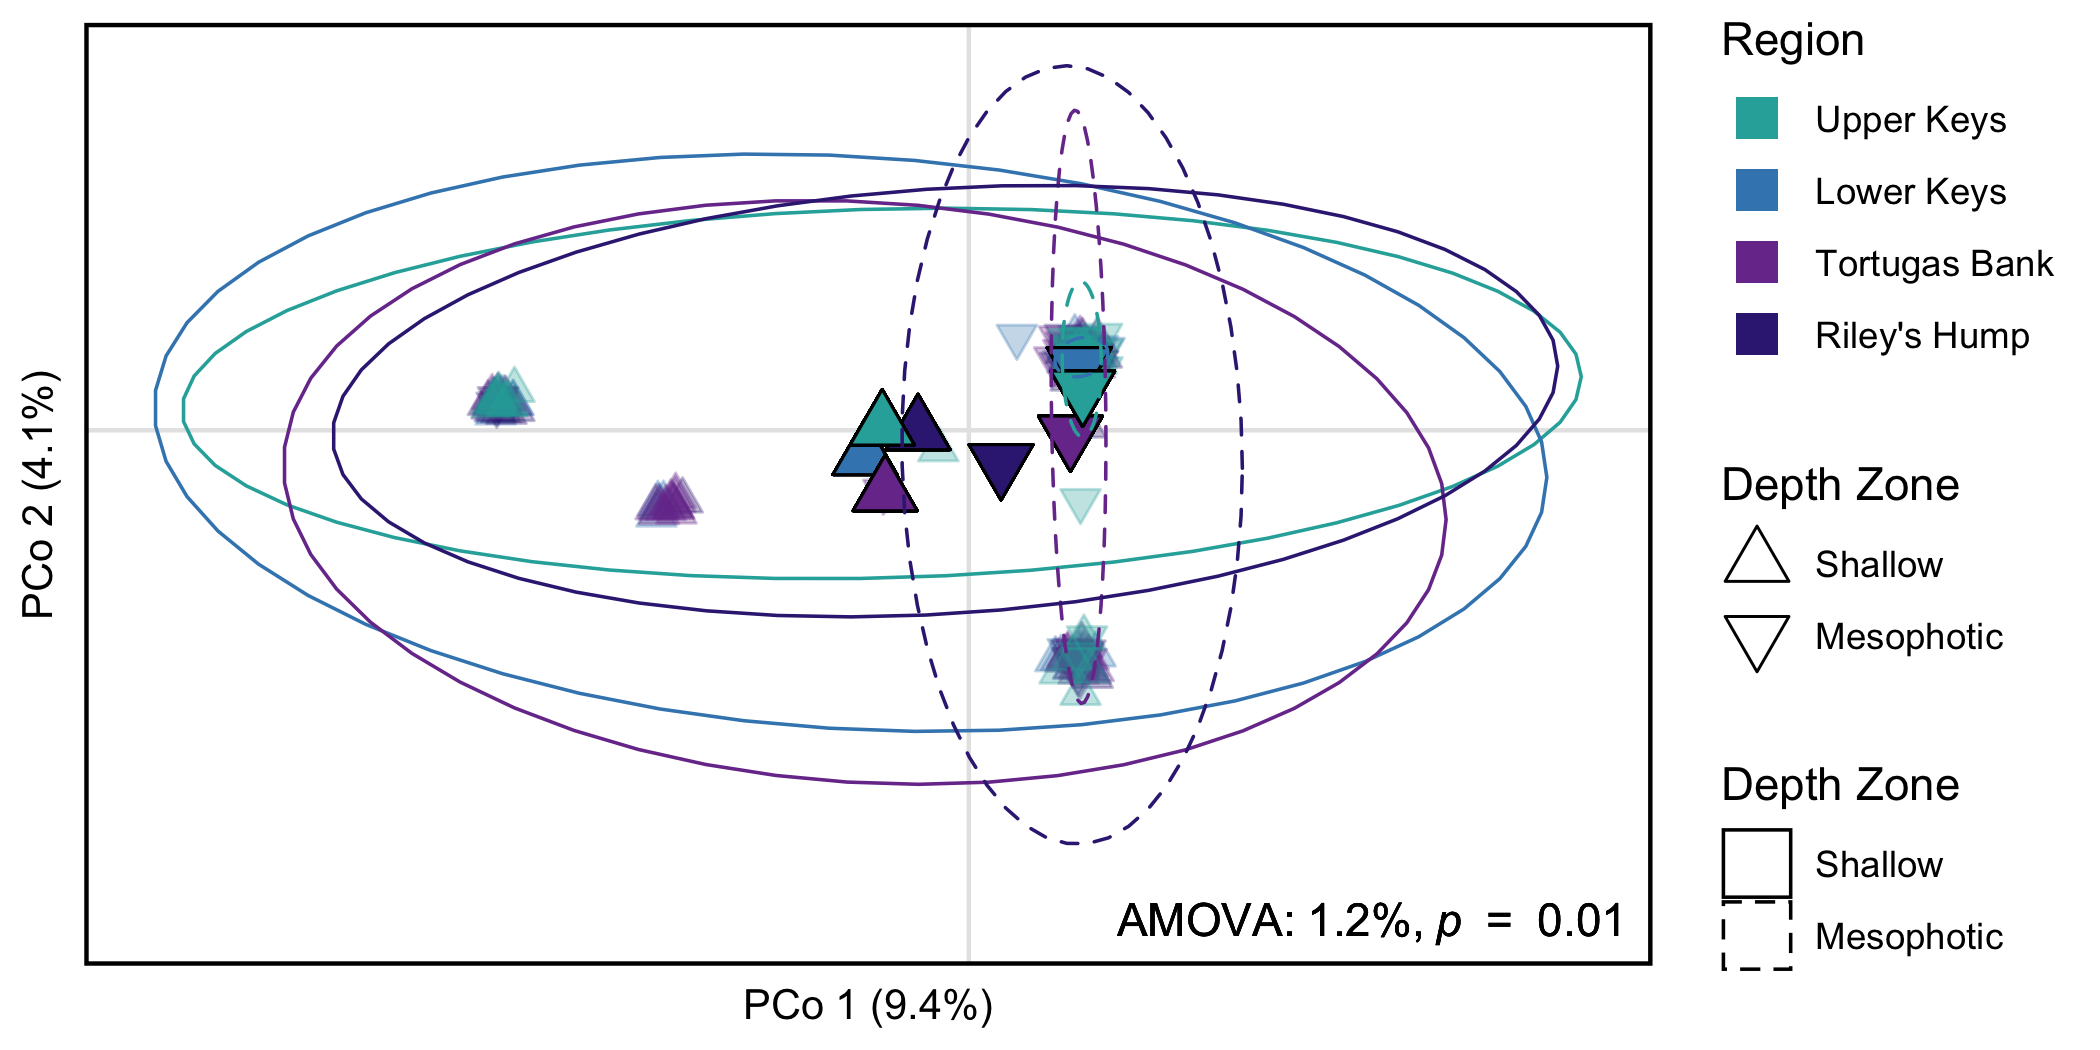 PCo 2 (4.1%)
AMOVA: 1.2%, p = 0.01
PCo 1 (9.4%)
Region
Upper Keys
Lower Keys
Tortugas Bank
Riley's Hump
Depth Zone
Shallow
Mesophotic
Depth Zone
Shallow
Mesophotic